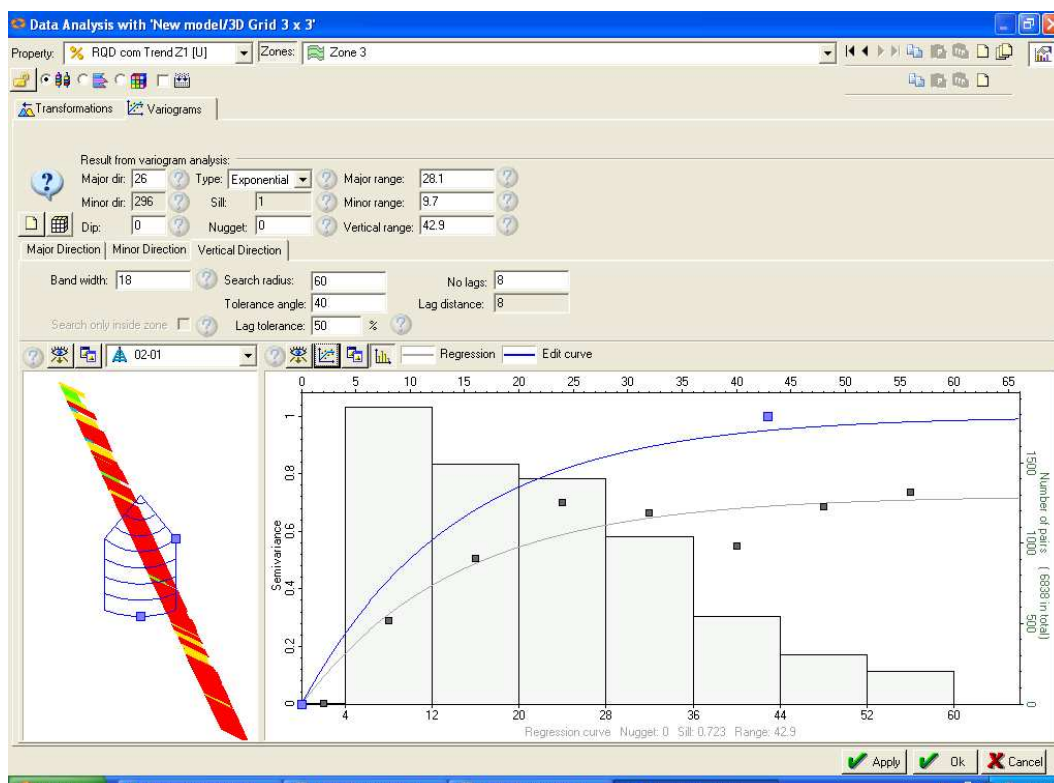 Data Analysis with 'New model/3D Grid 3 x 3'
Property: % RQD com Trend Z1 [U] Zones: Zone 3
Transformations Variograms
Result from variogram analysis:
Major dir: 26 Type: Exponential Major range: 28.1
Minor dir: 296 Sill: 1 Minor range: 9.7
Dip: 0 Nugget: 0 Vertical range: 42.9
Major Direction Minor Direction Vertical Direction
Band width: 18 Search radius: 60 No lags: 8
Tolerance angle: 40 Lag distance: 8
Search only inside zone Lag tolerance: 50 %
02-01 Regression Edit curve
0 5 10 15 20 25 30 35 40 45 50 55 60 65
Semivariance
1
0.8
0.6
0.4
0.2
0
Number of pairs (6838 in total)
1500
1000
500
0
4 12 20 28 36 44 52 60
Regression curve Nugget: 0 Sill: 0.723 Range: 42.9
Apply Ok Cancel